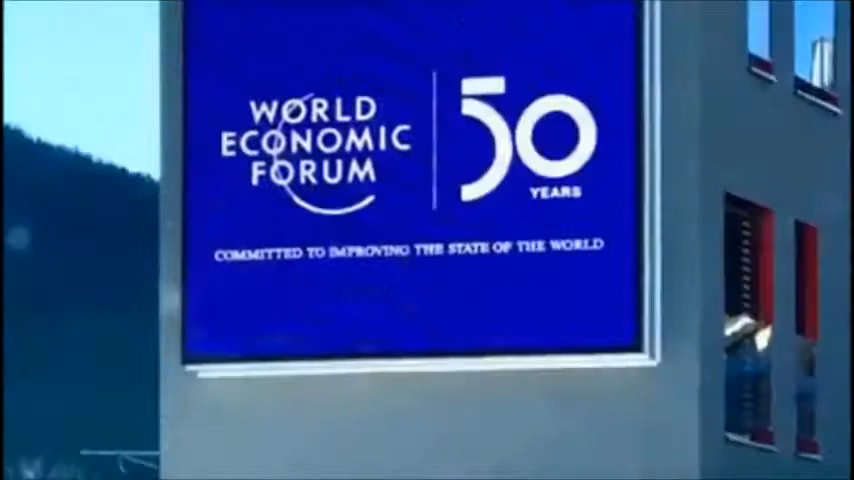 WORLD
ECONOMIC
FORUM
50
YEARS
COMMITTED TO IMPROVING THE STATE OF THE WORLD